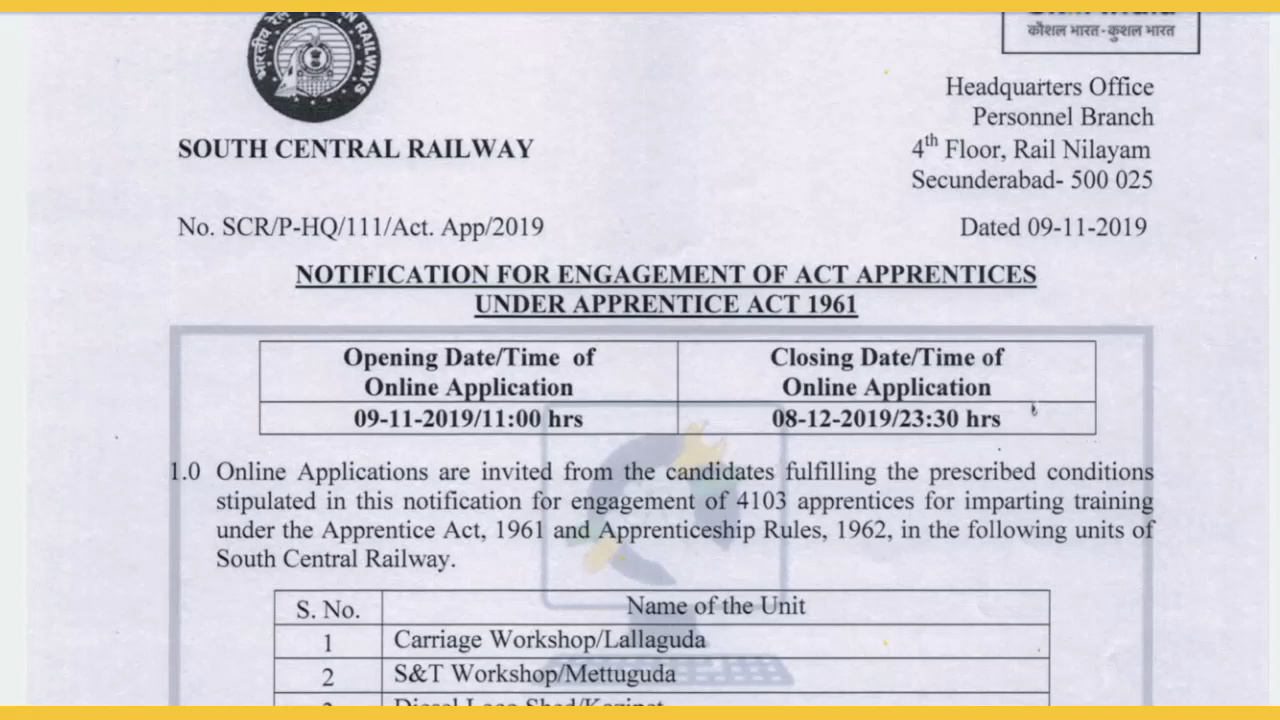 भारतीय रेल
RAILWAYS
कौशल भारत - कुशल भारत
Headquarters Office
Personnel Branch
4th Floor, Rail Nilayam
Secunderabad- 500 025
SOUTH CENTRAL RAILWAY
No. SCR/P-HQ/111/Act. App/2019
Dated 09-11-2019
NOTIFICATION FOR ENGAGEMENT OF ACT APPRENTICES
UNDER APPRENTICE ACT 1961
Opening Date/Time of
Online Application
Closing Date/Time of
Online Application
09-11-2019/11:00 hrs
08-12-2019/23:30 hrs
1.0 Online Applications are invited from the candidates fulfilling the prescribed conditions
stipulated in this notification for engagement of 4103 apprentices for imparting training
under the Apprentice Act, 1961 and Apprenticeship Rules, 1962, in the following units of
South Central Railway.
S. No. Name of the Unit
1 Carriage Workshop/Lallaguda
2 S&T Workshop/Mettuguda
Diesel Loco Shed/Kazipet